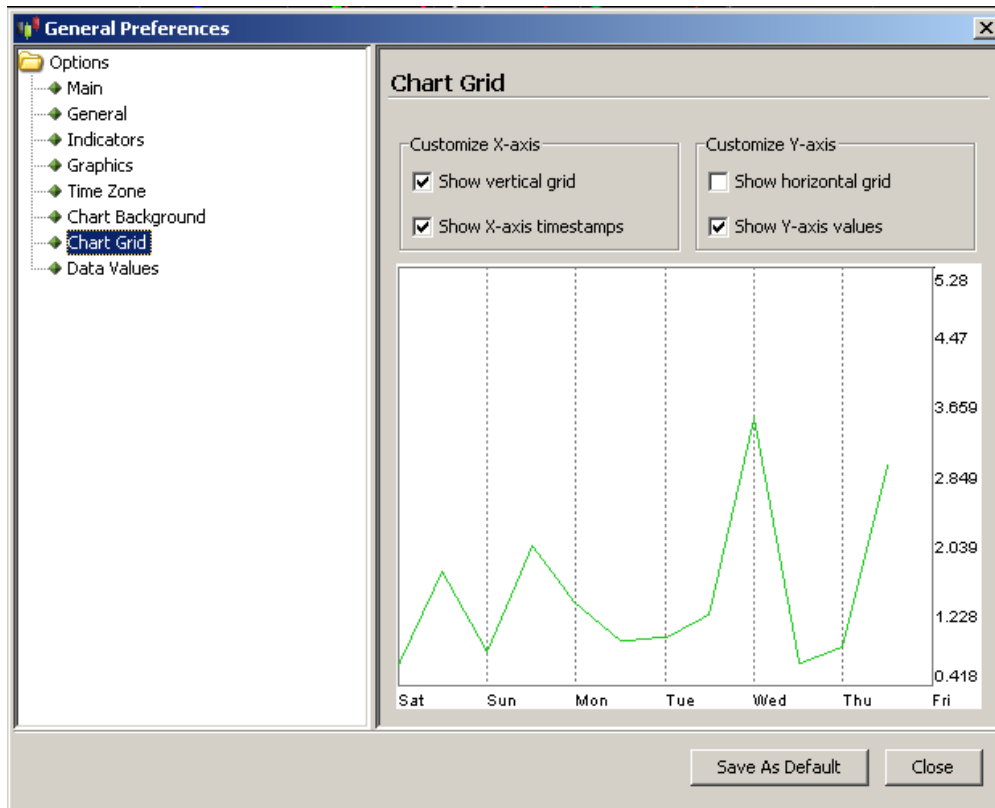 General Preferences
Options
Main
General
Indicators
Graphics
Time Zone
Chart Background
Chart Grid
Data Values
Chart Grid
Customize X-axis
Show vertical grid
Show X-axis timestamps
Customize Y-axis
Show horizontal grid
Show Y-axis values
5.28
4.47
3.659
2.849
2.039
1.228
0.418
Sat Sun Mon Tue Wed Thu Fri
Save As Default Close